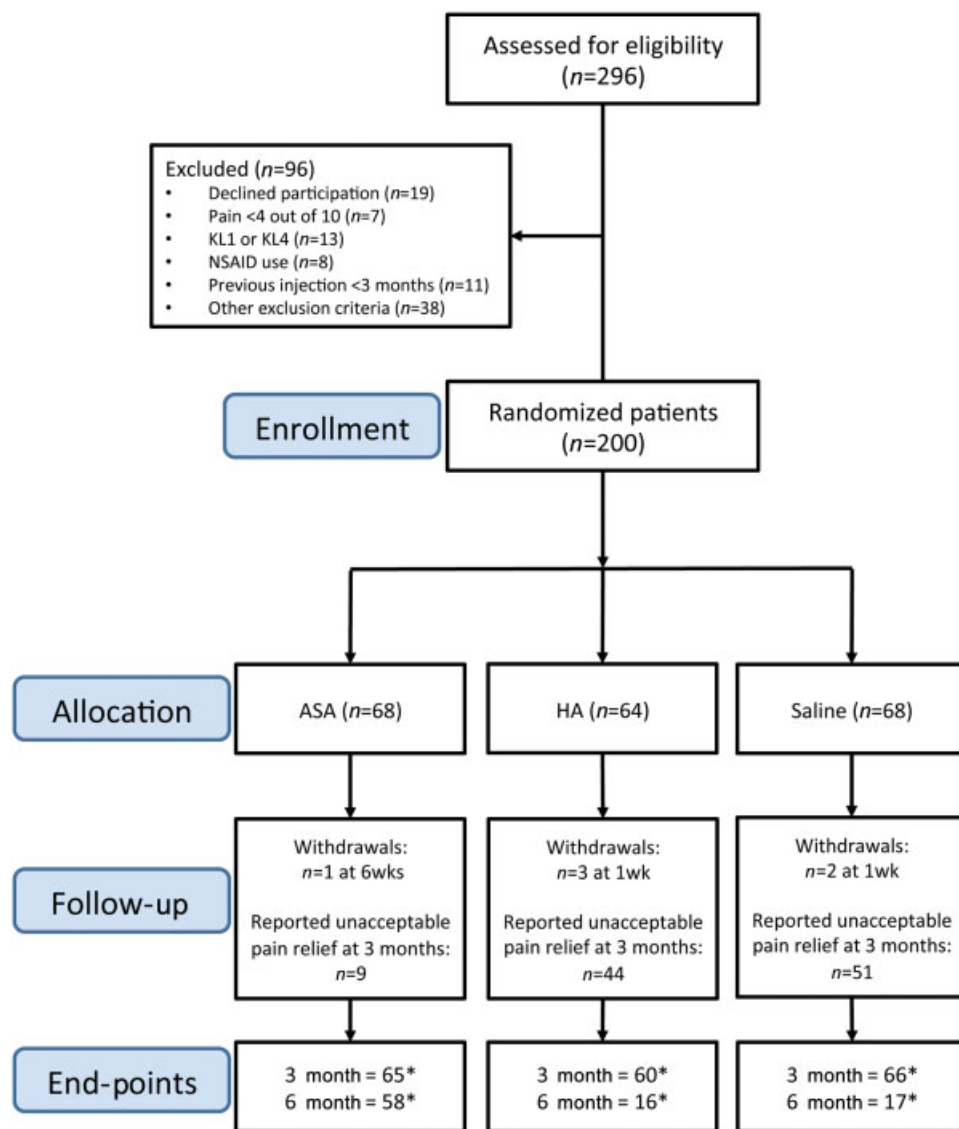 Assessed for eligibility
(n=296)
Excluded (n=96)
• Declined participation (n=19)
• Pain <4 out of 10 (n=7)
• KL1 or KL4 (n=13)
• NSAID use (n=8)
• Previous injection <3 months (n=11)
• Other exclusion criteria (n=38)
Enrollment
Randomized patients
(n=200)
Allocation
ASA (n=68)
HA (n=64)
Saline (n=68)
Follow-up
Withdrawals:
n=1 at 6wks
Reported unacceptable
pain relief at 3 months:
n=9
Withdrawals:
n=3 at 1wk
Reported unacceptable
pain relief at 3 months:
n=44
Withdrawals:
n=2 at 1wk
Reported unacceptable
pain relief at 3 months:
n=51
End-points
3 month = 65*
6 month = 58*
3 month = 60*
6 month = 16*
3 month = 66*
6 month = 17*